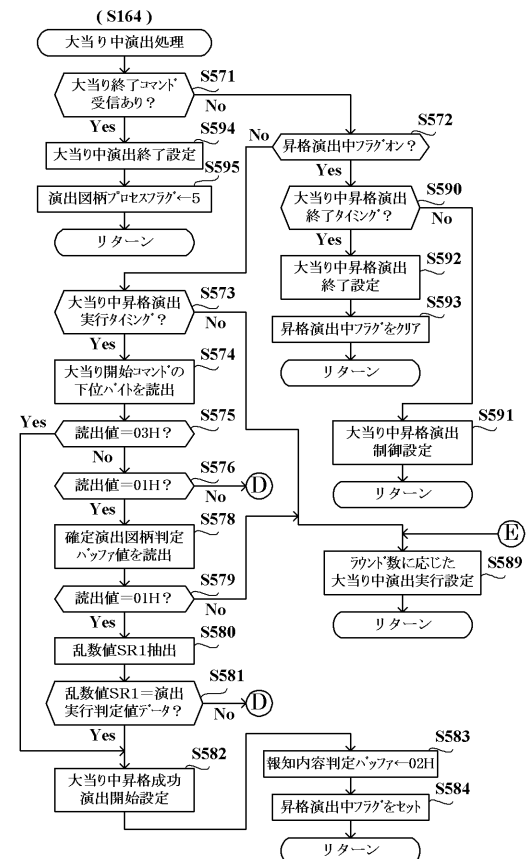 ( S164 )
大当り中演出処理
S571
大当り終了コマンド
受信あり？
No
Yes
S594
大当り中演出終了設定
S595
演出図柄プロセスフラグ←5
リターン
S572
No
昇格演出中フラグオン？
Yes
S590
大当り中昇格演出
終了タイミング？
No
Yes
S592
大当り中昇格演出
終了設定
S593
昇格演出中フラグをクリア
リターン
S591
大当り中昇格演出
制御設定
リターン
S573
大当り中昇格演出
実行タイミング？
No
Yes
S574
大当り開始コマンドの
下位バイトを読出
S575
Yes
読出値＝03H？
No
S576
読出値＝01H？
No
D
Yes
S578
確定演出図柄判定
バッファ値を読出
S579
読出値＝01H？
No
Yes
S580
乱数値SR1抽出
S581
乱数値SR1＝演出
実行判定値データ？
No
D
Yes
S582
大当り中昇格成功
演出開始設定
E
S589
ラウンド数に応じた
大当り中演出実行設定
リターン
S583
報知内容判定バッファ←02H
S584
昇格演出中フラグをセット
リターン